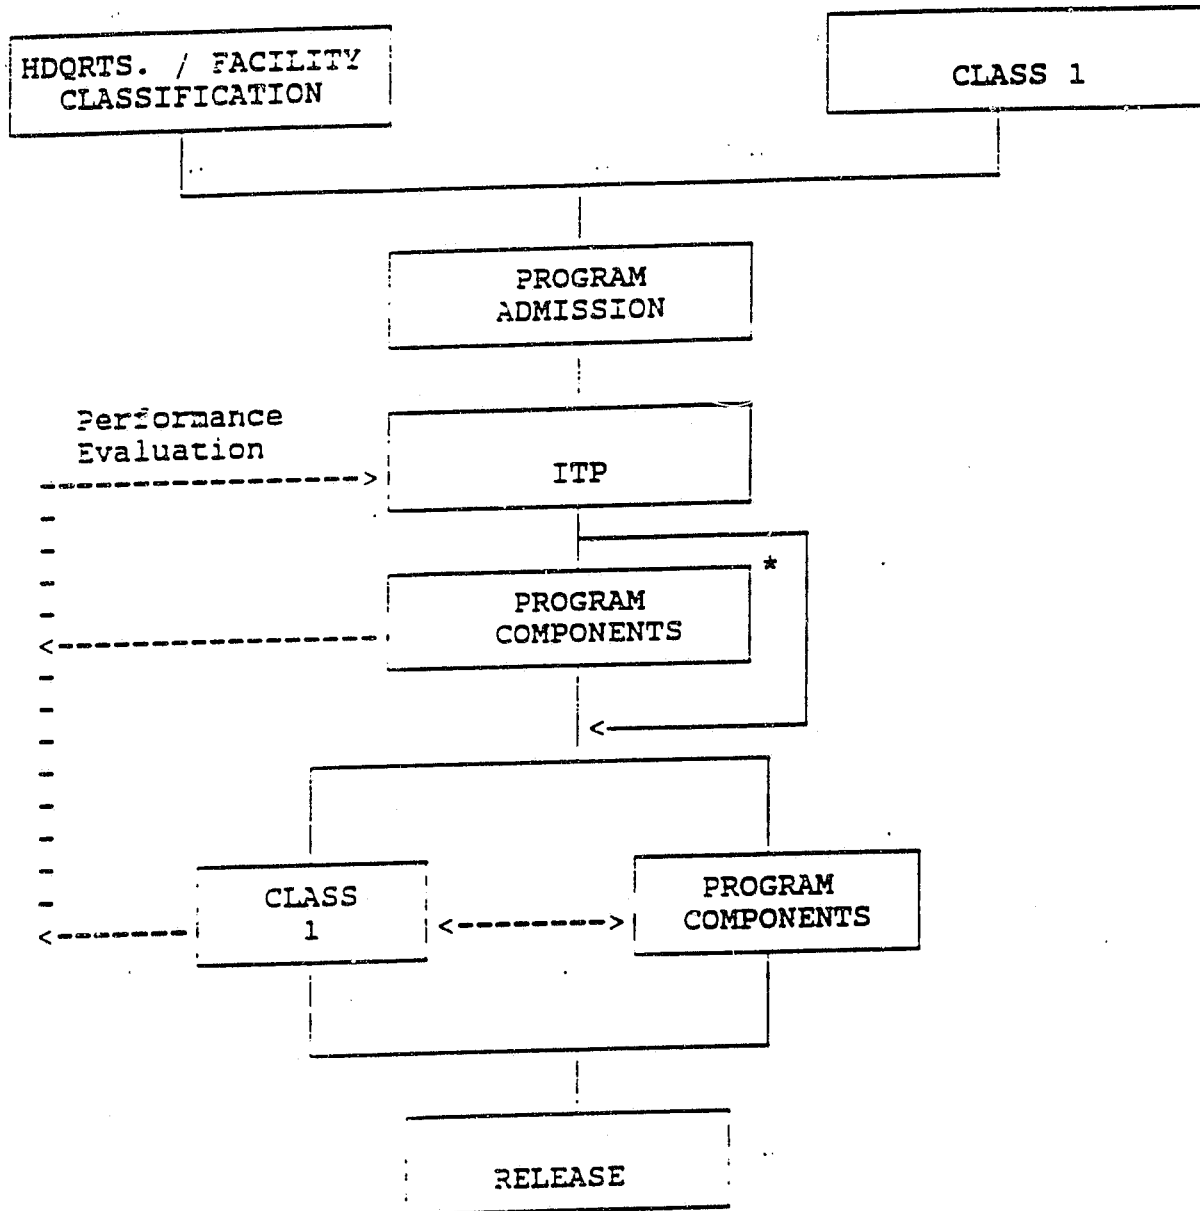 HDQRTS. / FACILITY
CLASSIFICATION
CLASS 1
PROGRAM
ADMISSION
Performance
Evaluation
ITP
*
PROGRAM
COMPONENTS
CLASS
1
PROGRAM
COMPONENTS
RELEASE